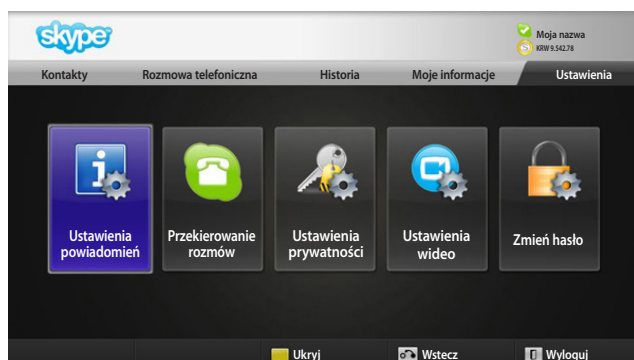 skype
Moja nazwa
KRW 9.542.78
Kontakty Rozmowa telefoniczna Historia Moje informacje Ustawienia
Ustawienia powiadomień
Przekierowanie rozmów
Ustawienia prywatności
Ustawienia wideo
Zmień hasło
Ukryj Wstecz Wyloguj